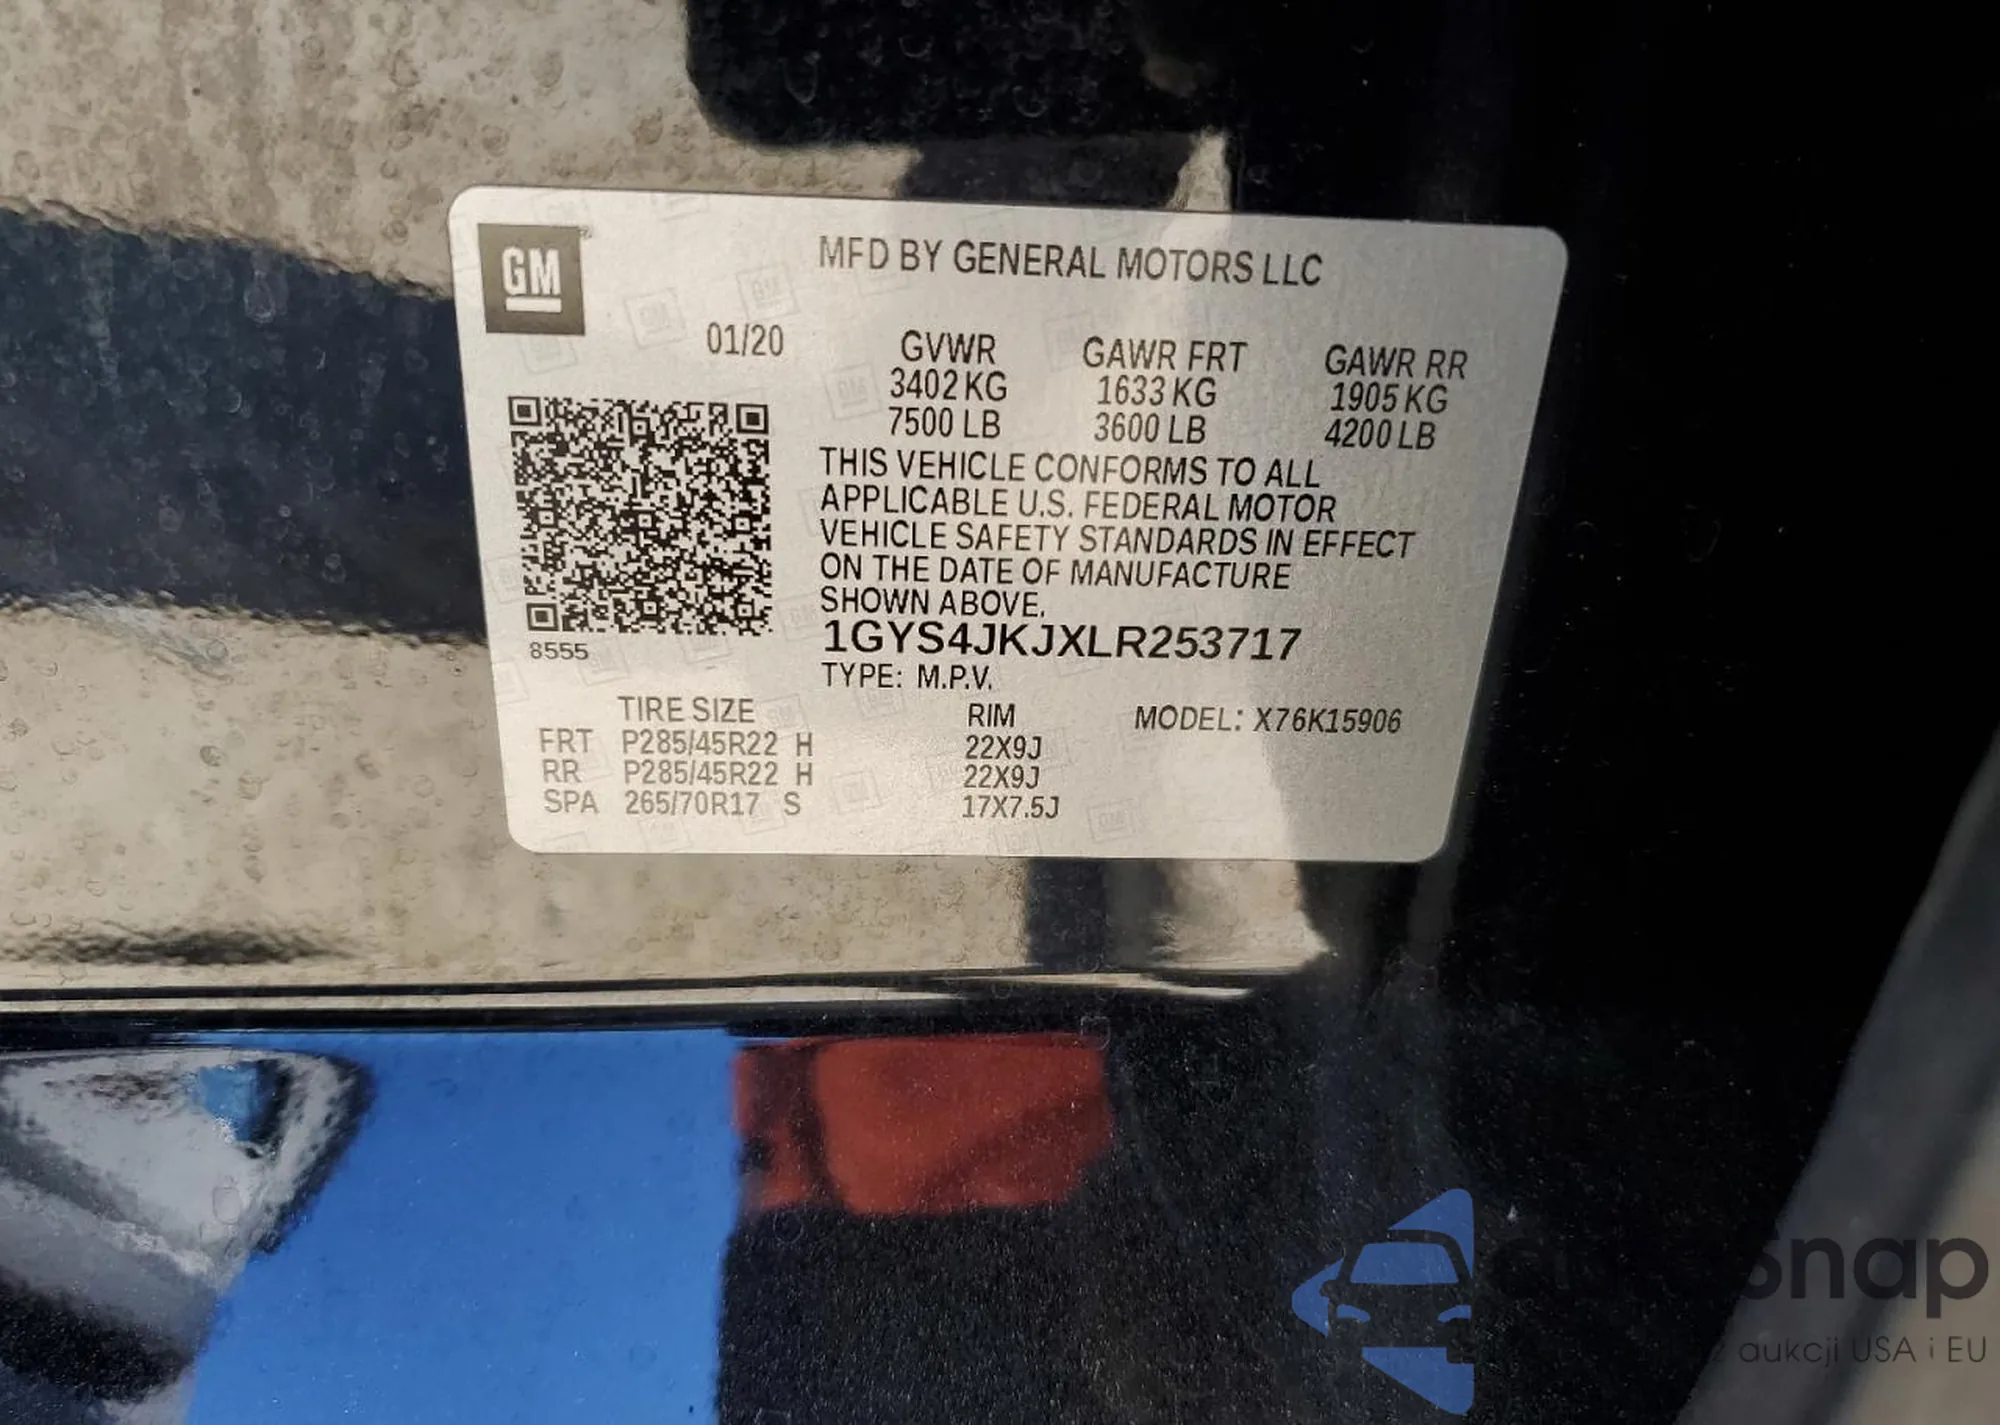 GM
MFD BY GENERAL MOTORS LLC
01/20
GVWR GAWR FRT GAWR RR
3402 KG 1633 KG 1905 KG
7500 LB 3600 LB 4200 LB
THIS VEHICLE CONFORMS TO ALL
APPLICABLE U.S. FEDERAL MOTOR
VEHICLE SAFETY STANDARDS IN EFFECT
ON THE DATE OF MANUFACTURE
SHOWN ABOVE.
1GYS4JKJXLR253717
8555
TYPE: M.P.V.
TIRE SIZE RIM MODEL: X76K15906
FRT P285/45R22 H 22X9J
RR P285/45R22 H 22X9J
SPA 265/70R17 S 17X7.5J
snap
z aukcji USA i EU